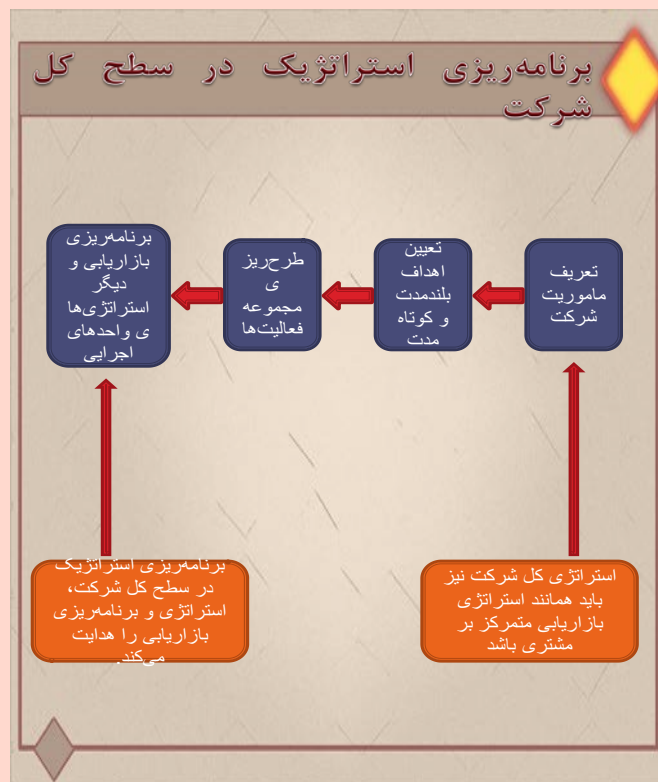 برنامه‌ریزی استراتژیک در سطح کل
شرکت
تعریف
ماموریت
شرکت
تعیین
اهداف
بلندمدت
و کوتاه
مدت
طرح‌ریز
ی
مجموعه
فعالیت‌ها
برنامه‌ریزی
بازاریابی و
دیگر
استراتژی‌ها
ی واحدهای
اجرایی
استراتژی کل شرکت نیز
باید همانند استراتژی
بازاریابی متمرکز بر
مشتری باشد
برنامه‌ریزی استراتژیک
در سطح کل شرکت،
استراتژی و برنامه‌ریزی
بازاریابی را هدایت
می‌کند.